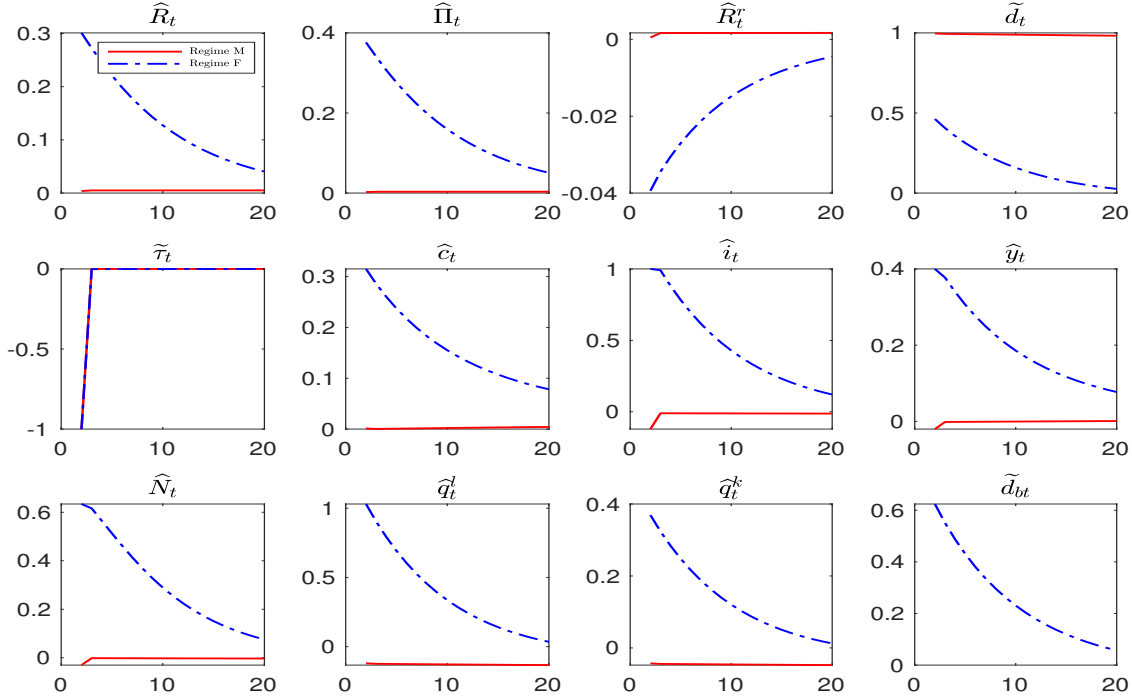 R̂_t Π̂_t R̂^r_t d̃_t
0.3 0.4 0 1
Regime M
Regime F
0.2 0.2 -0.02 0.5
0.1
0 0 -0.04 0
0 10 20 0 10 20 0 10 20 0 10 20
τ̃_t ĉ_t î_t ŷ_t
0 0.3 1 0.4
-0.5 0.2 0.5 0.2
0.1 0 0
-1 0
0 10 20 0 10 20 0 10 20 0 10 20
N̂_t q̂^l_t q̂^k_t d̃_bt
0.6 1 0.4 0.6
0.4 0.5 0.2 0.4
0.2 0.2
0 0 0 0
0 10 20 0 10 20 0 10 20 0 10 20